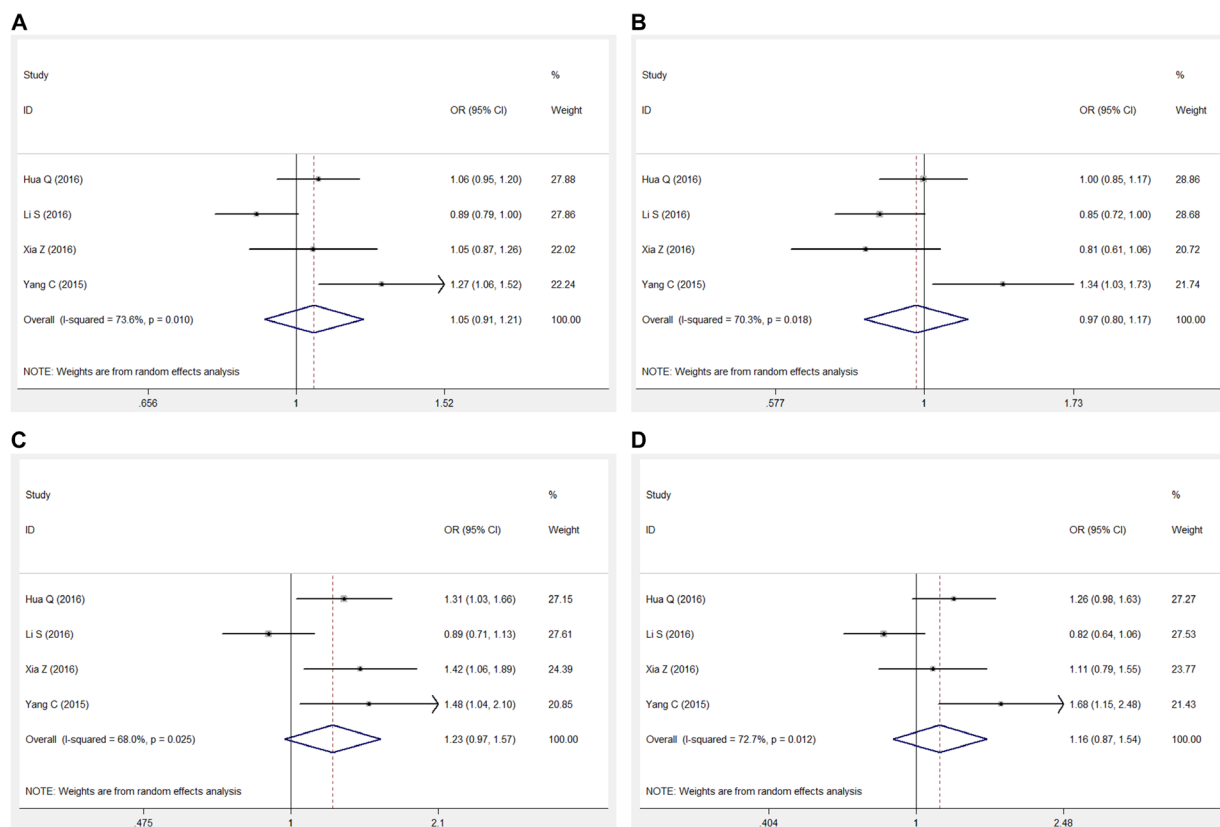 A
Study %
ID OR (95% CI) Weight
Hua Q (2016) 1.06 (0.95, 1.20) 27.88
Li S (2016) 0.89 (0.79, 1.00) 27.86
Xia Z (2016) 1.05 (0.87, 1.26) 22.02
Yang C (2015) 1.27 (1.06, 1.52) 22.24
Overall (I-squared = 73.6%, p = 0.010) 1.05 (0.91, 1.21) 100.00
NOTE: Weights are from random effects analysis
.656 1 1.52
B
Study %
ID OR (95% CI) Weight
Hua Q (2016) 1.00 (0.85, 1.17) 28.86
Li S (2016) 0.85 (0.72, 1.00) 28.68
Xia Z (2016) 0.81 (0.61, 1.06) 20.72
Yang C (2015) 1.34 (1.03, 1.73) 21.74
Overall (I-squared = 70.3%, p = 0.018) 0.97 (0.80, 1.17) 100.00
NOTE: Weights are from random effects analysis
.577 1 1.73
C
Study %
ID OR (95% CI) Weight
Hua Q (2016) 1.31 (1.03, 1.66) 27.15
Li S (2016) 0.89 (0.71, 1.13) 27.61
Xia Z (2016) 1.42 (1.06, 1.89) 24.39
Yang C (2015) 1.48 (1.04, 2.10) 20.85
Overall (I-squared = 68.0%, p = 0.025) 1.23 (0.97, 1.57) 100.00
NOTE: Weights are from random effects analysis
.475 1 2.1
D
Study %
ID OR (95% CI) Weight
Hua Q (2016) 1.26 (0.98, 1.63) 27.27
Li S (2016) 0.82 (0.64, 1.06) 27.53
Xia Z (2016) 1.11 (0.79, 1.55) 23.77
Yang C (2015) 1.68 (1.15, 2.48) 21.43
Overall (I-squared = 72.7%, p = 0.012) 1.16 (0.87, 1.54) 100.00
NOTE: Weights are from random effects analysis
.404 1 2.48